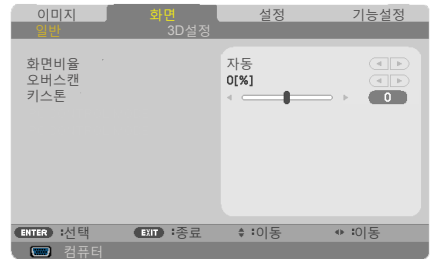 이미지 화면 설정 기능설정
일반 3D설정
화면비율 자동
오버스캔 0[%]
키스톤 0
ENTER :선택 EXIT :종료 :이동 :이동
컴퓨터